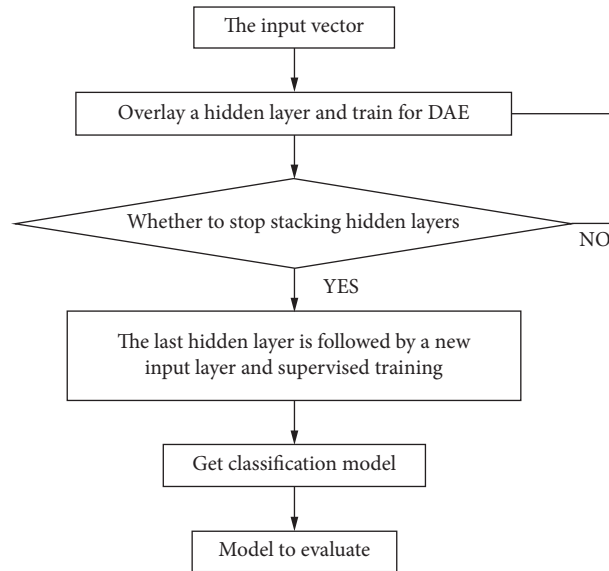 The input vector
Overlay a hidden layer and train for DAE
Whether to stop stacking hidden layers
NO
YES
The last hidden layer is followed by a new
input layer and supervised training
Get classification model
Model to evaluate